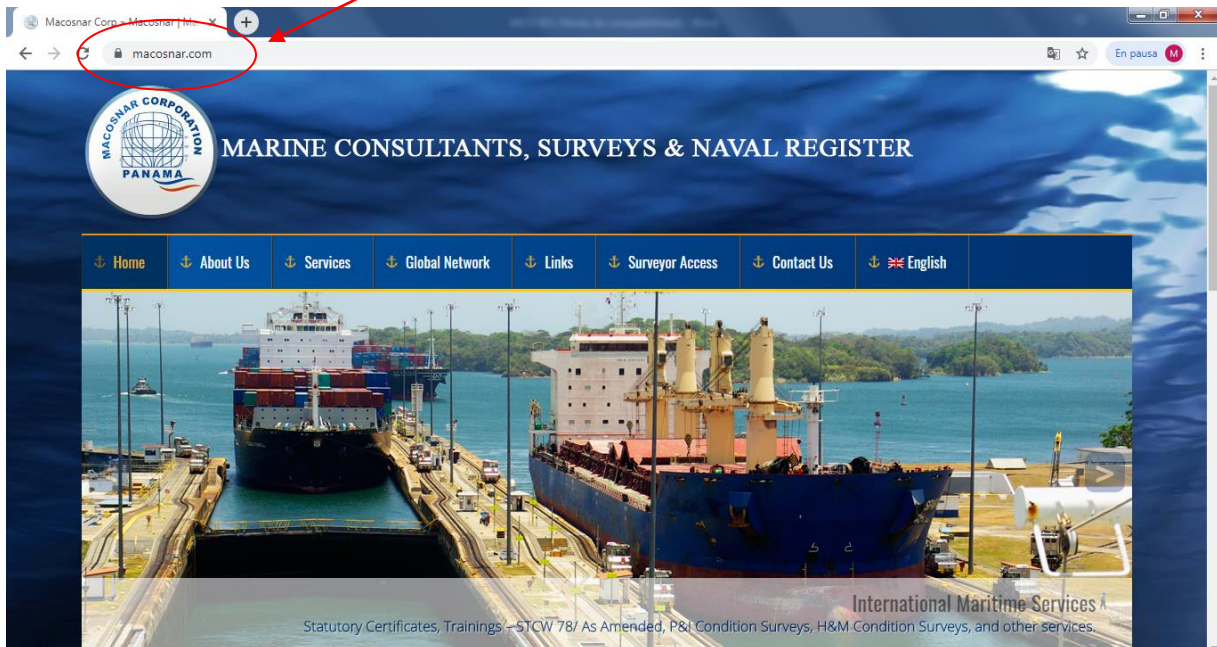 Macosnar Corp » Macosnar | M
macosnar.com
En pausa
M
MACOSNAR CORPORATION
PANAMA
MARINE CONSULTANTS, SURVEYS & NAVAL REGISTER
Home About Us Services Global Network Links Surveyor Access Contact Us English
International Maritime Services
Statutory Certificates, Trainings – STCW 78/ As Amended, P&I Condition Surveys, H&M Condition Surveys, and other services.